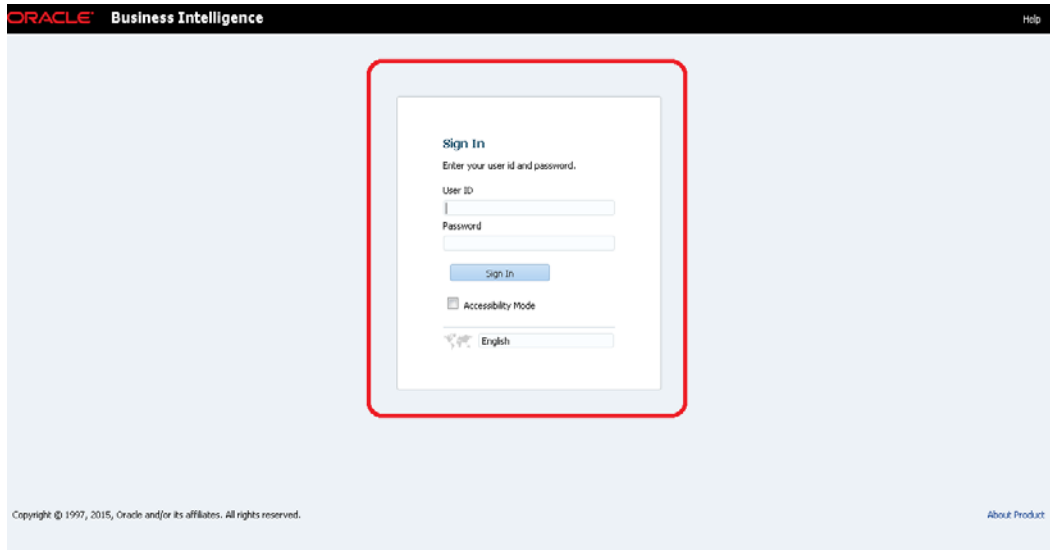 ORACLE Business Intelligence Help
Sign In
Enter your user id and password.
User ID
Password
Sign In
Accessibility Mode
English
Copyright © 1997, 2015, Oracle and/or its affiliates. All rights reserved. About Product